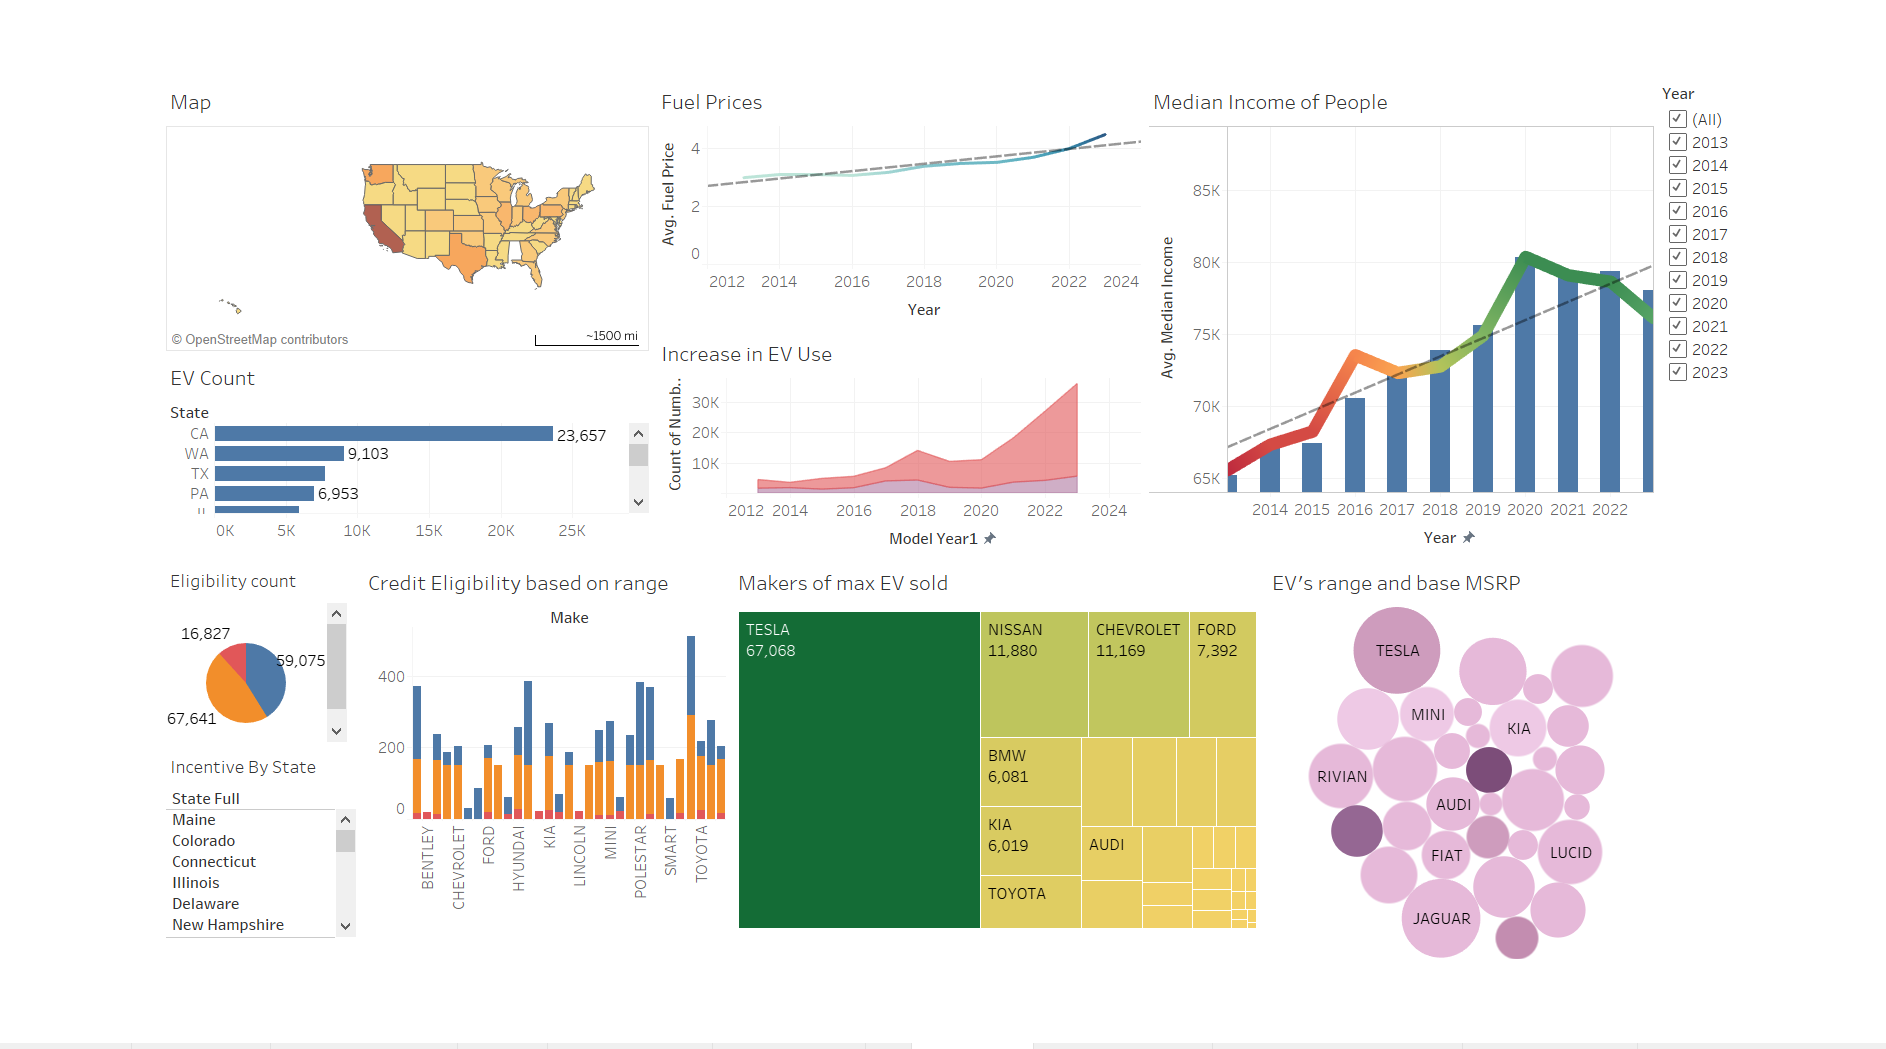 Map
© OpenStreetMap contributors
~1500 mi
Fuel Prices
Avg. Fuel Price
4
2
0
2012 2014 2016 2018 2020 2022 2024
Year
Median Income of People
Avg. Median Income
85K
80K
75K
70K
65K
2014 2015 2016 2017 2018 2019 2020 2021 2022
Year
Year
(All)
2013
2014
2015
2016
2017
2018
2019
2020
2021
2022
2023
EV Count
State
CA 23,657
WA 9,103
TX
PA 6,953
0K 5K 10K 15K 20K 25K
Increase in EV Use
Count of Numb..
30K
20K
10K
2012 2014 2016 2018 2020 2022 2024
Model Year1
Eligibility count
16,827
59,075
67,641
Incentive By State
State Full
Maine
Colorado
Connecticut
Illinois
Delaware
New Hampshire
Credit Eligibility based on range
Make
400
200
0
BENTLEY
CHEVROLET
FORD
HYUNDAI
KIA
LINCOLN
MINI
POLESTAR
SMART
TOYOTA
Makers of max EV sold
TESLA
67,068
NISSAN
11,880
CHEVROLET
11,169
FORD
7,392
BMW
6,081
KIA
6,019
TOYOTA
AUDI
EV's range and base MSRP
TESLA
MINI
KIA
RIVIAN
AUDI
FIAT
LUCID
JAGUAR